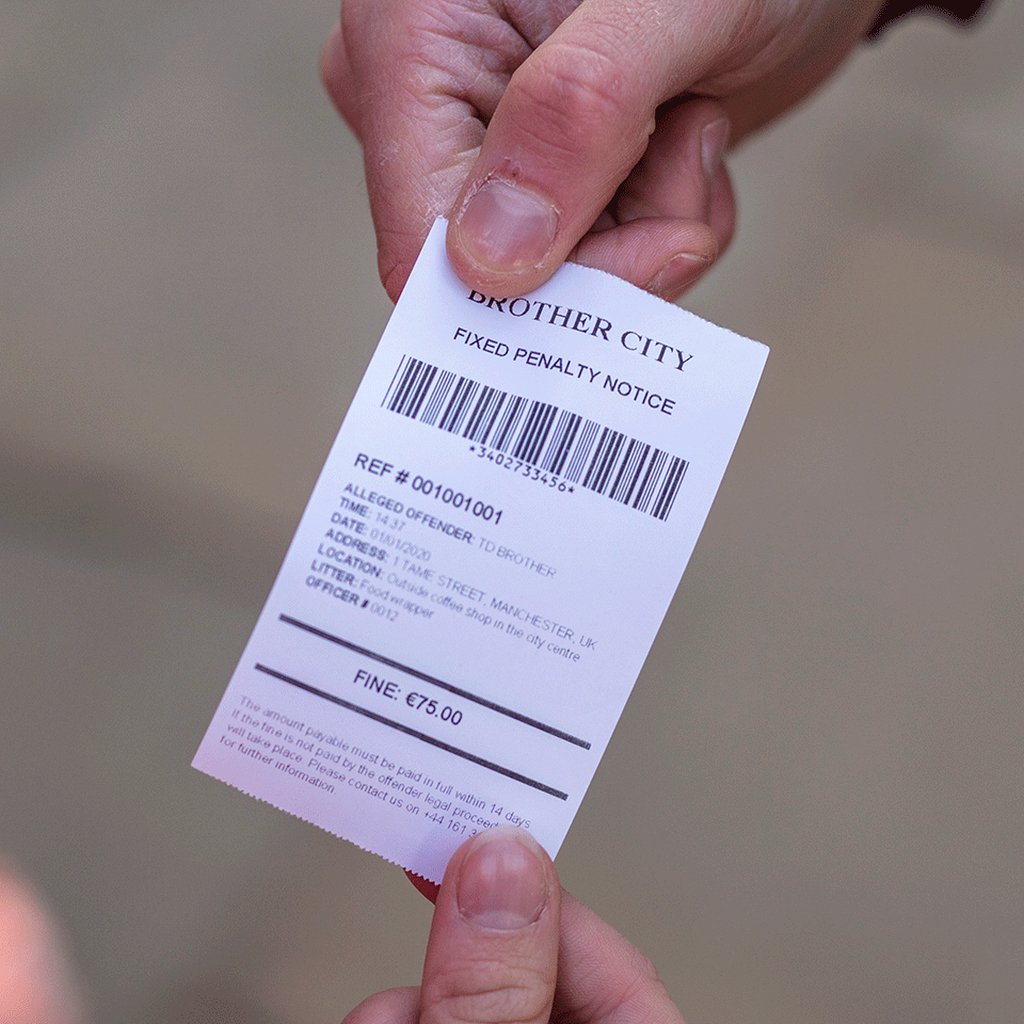 BROTHER CITY
FIXED PENALTY NOTICE
*3402733456*
REF # 001001001
ALLEGED OFFENDER: TD BROTHER
TIME: 14:37
DATE: 01/01/2020
ADDRESS: 1 TAME STREET, MANCHESTER, UK
LOCATION: Outside coffee shop in the city centre
LITTER: Food wrapper
OFFICER # 0012
FINE: €75.00
The amount payable must be paid in full within 14 days
If the fine is not paid by the offender legal proceed
will take place. Please contact us on +44 161 3
for further information.